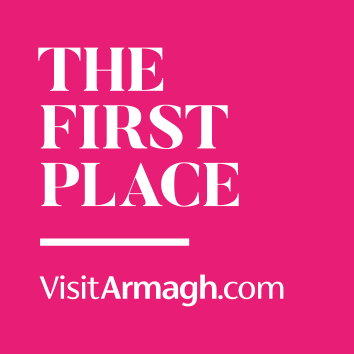 THE
FIRST
PLACE
VisitArmagh.com